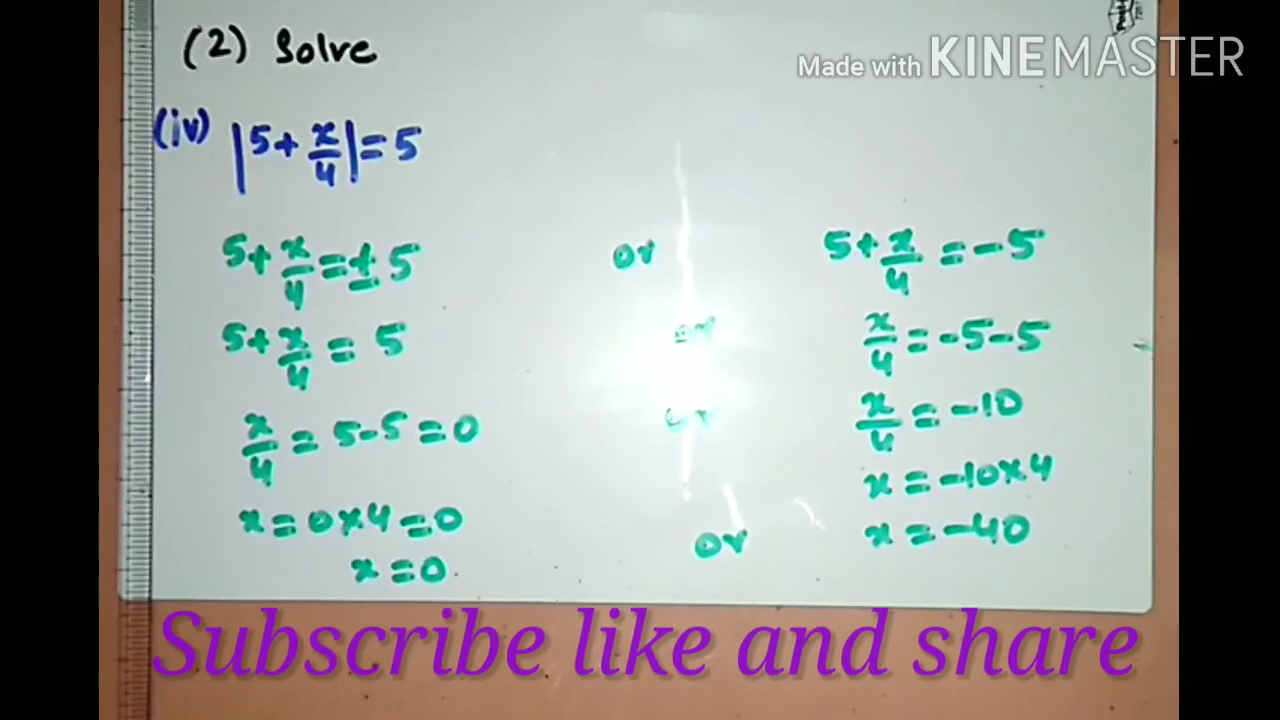 (2) Solve
Made with KINEMASTER
(iv) |5+x/4|=5
5+x/4=±5 or 5+x/4=-5
5+x/4=5 or x/4=-5-5
x/4=5-5=0 or x/4=-10
x=0×4=0 x=-10×4
x=0 or x=-40
Subscribe like and share